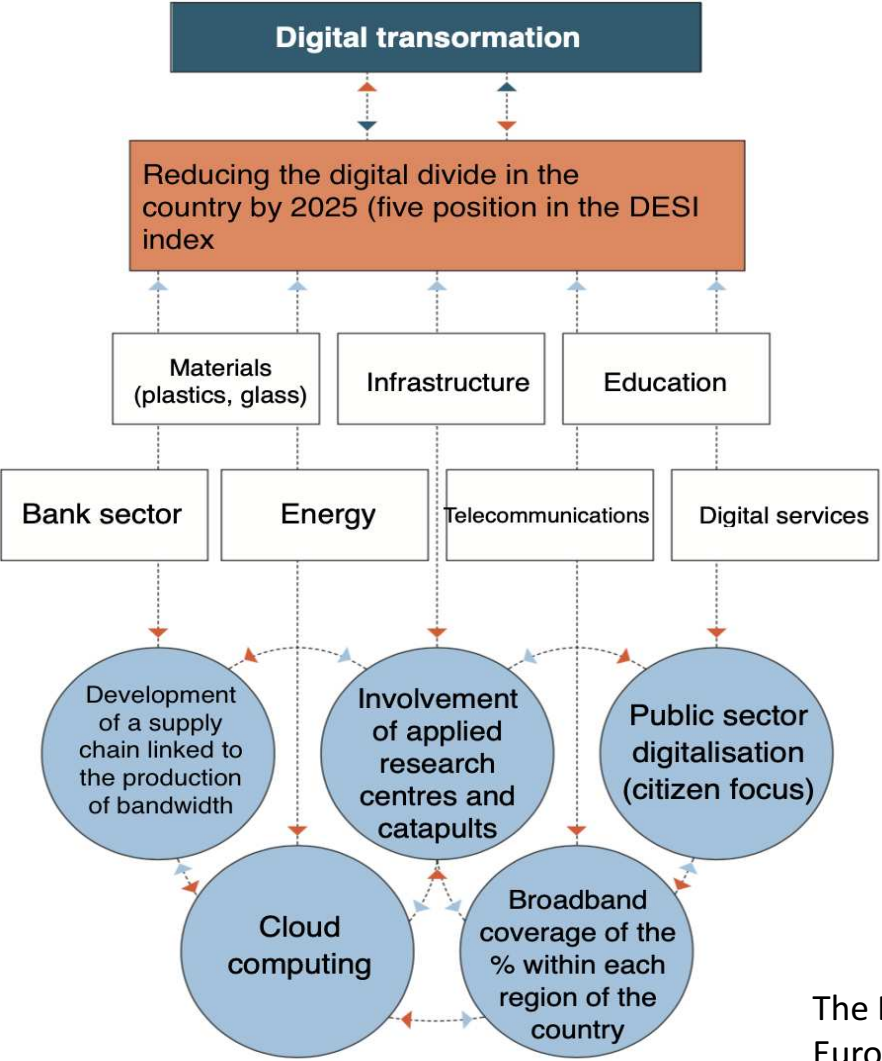 Digital transormation
Reducing the digital divide in the
country by 2025 (five position in the DESI
index
Materials
(plastics, glass)
Infrastructure
Education
Bank sector
Energy
Telecommunications
Digital services
Development
of a supply
chain linked to
the production
of bandwidth
Involvement
of applied
research
centres and
catapults
Public sector
digitalisation
(citizen focus)
Cloud
computing
Broadband
coverage of the
% within each
region of the
country
The